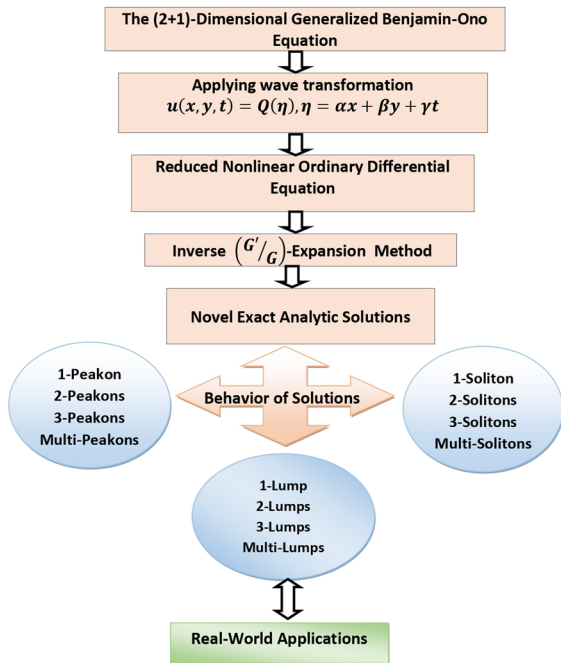 The (2+1)-Dimensional Generalized Benjamin-Ono
Equation
Applying wave transformation
u(x, y, t) = Q(η), η = αx + βy + γt
Reduced Nonlinear Ordinary Differential
Equation
Inverse (G′/G)-Expansion Method
Novel Exact Analytic Solutions
Behavior of Solutions
1-Peakon
2-Peakons
3-Peakons
Multi-Peakons
1-Soliton
2-Solitons
3-Solitons
Multi-Solitons
1-Lump
2-Lumps
3-Lumps
Multi-Lumps
Real-World Applications